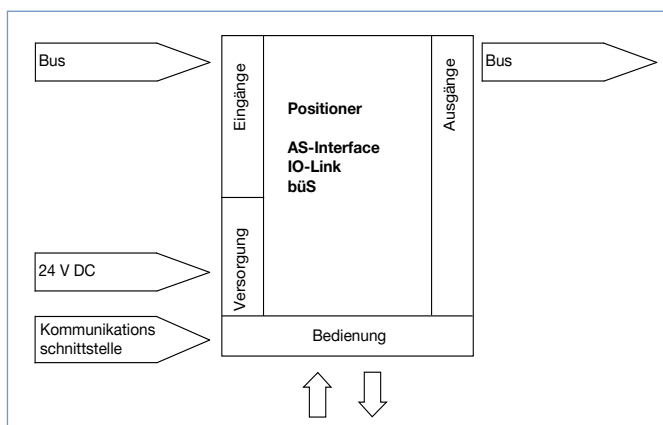 Bus
Eingänge
Positioner
AS-Interface
IO-Link
büS
Ausgänge
Bus
24 V DC
Versorgung
Kommunikations
schnittstelle
Bedienung